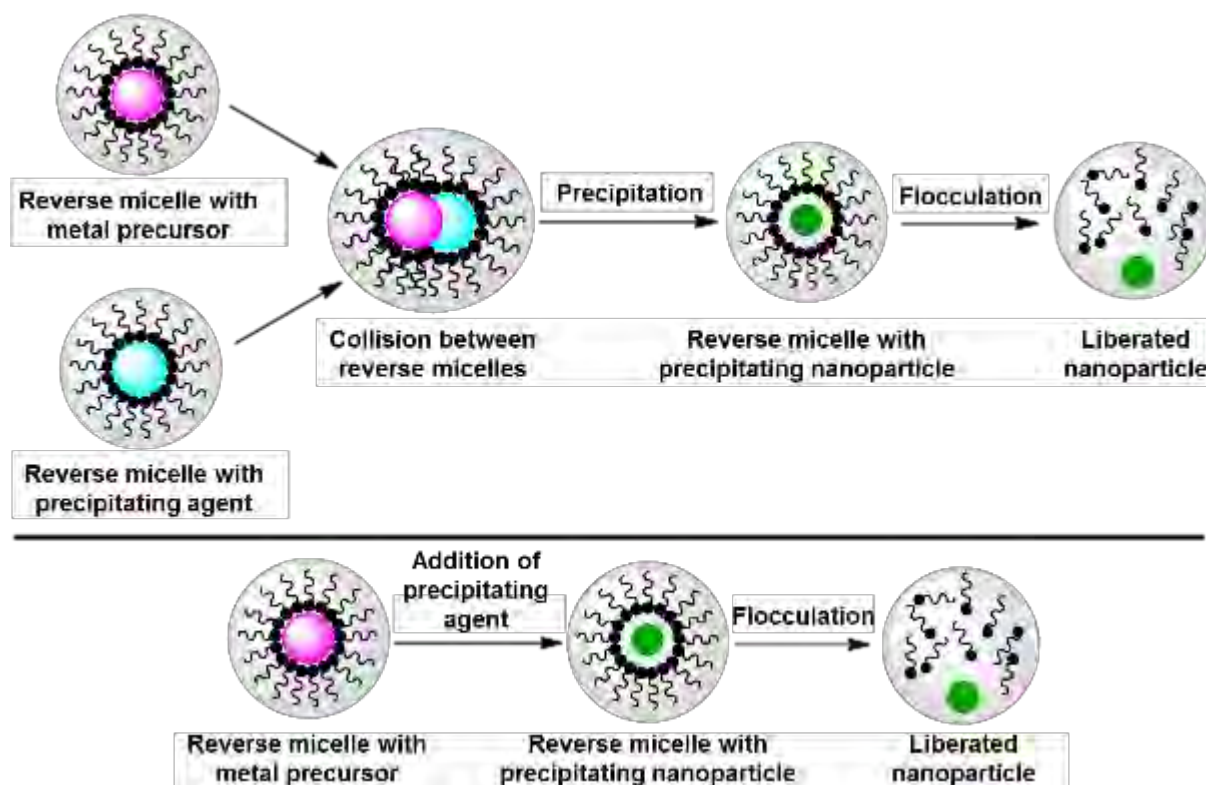 Reverse micelle with
metal precursor
Reverse micelle with
precipitating agent
Collision between
reverse micelles
Precipitation
Reverse micelle with
precipitating nanoparticle
Flocculation
Liberated
nanoparticle
Reverse micelle with
metal precursor
Addition of
precipitating
agent
Reverse micelle with
precipitating nanoparticle
Flocculation
Liberated
nanoparticle